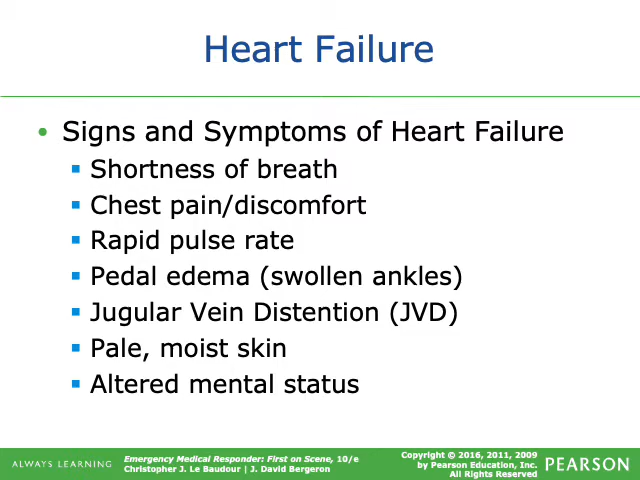 Heart Failure
• Signs and Symptoms of Heart Failure
▪ Shortness of breath
▪ Chest pain/discomfort
▪ Rapid pulse rate
▪ Pedal edema (swollen ankles)
▪ Jugular Vein Distention (JVD)
▪ Pale, moist skin
▪ Altered mental status
ALWAYS LEARNING
Emergency Medical Responder: First on Scene, 10/e
Christopher J. Le Baudour | J. David Bergeron
Copyright © 2016, 2011, 2009
by Pearson Education, Inc.
All Rights Reserved
PEARSON